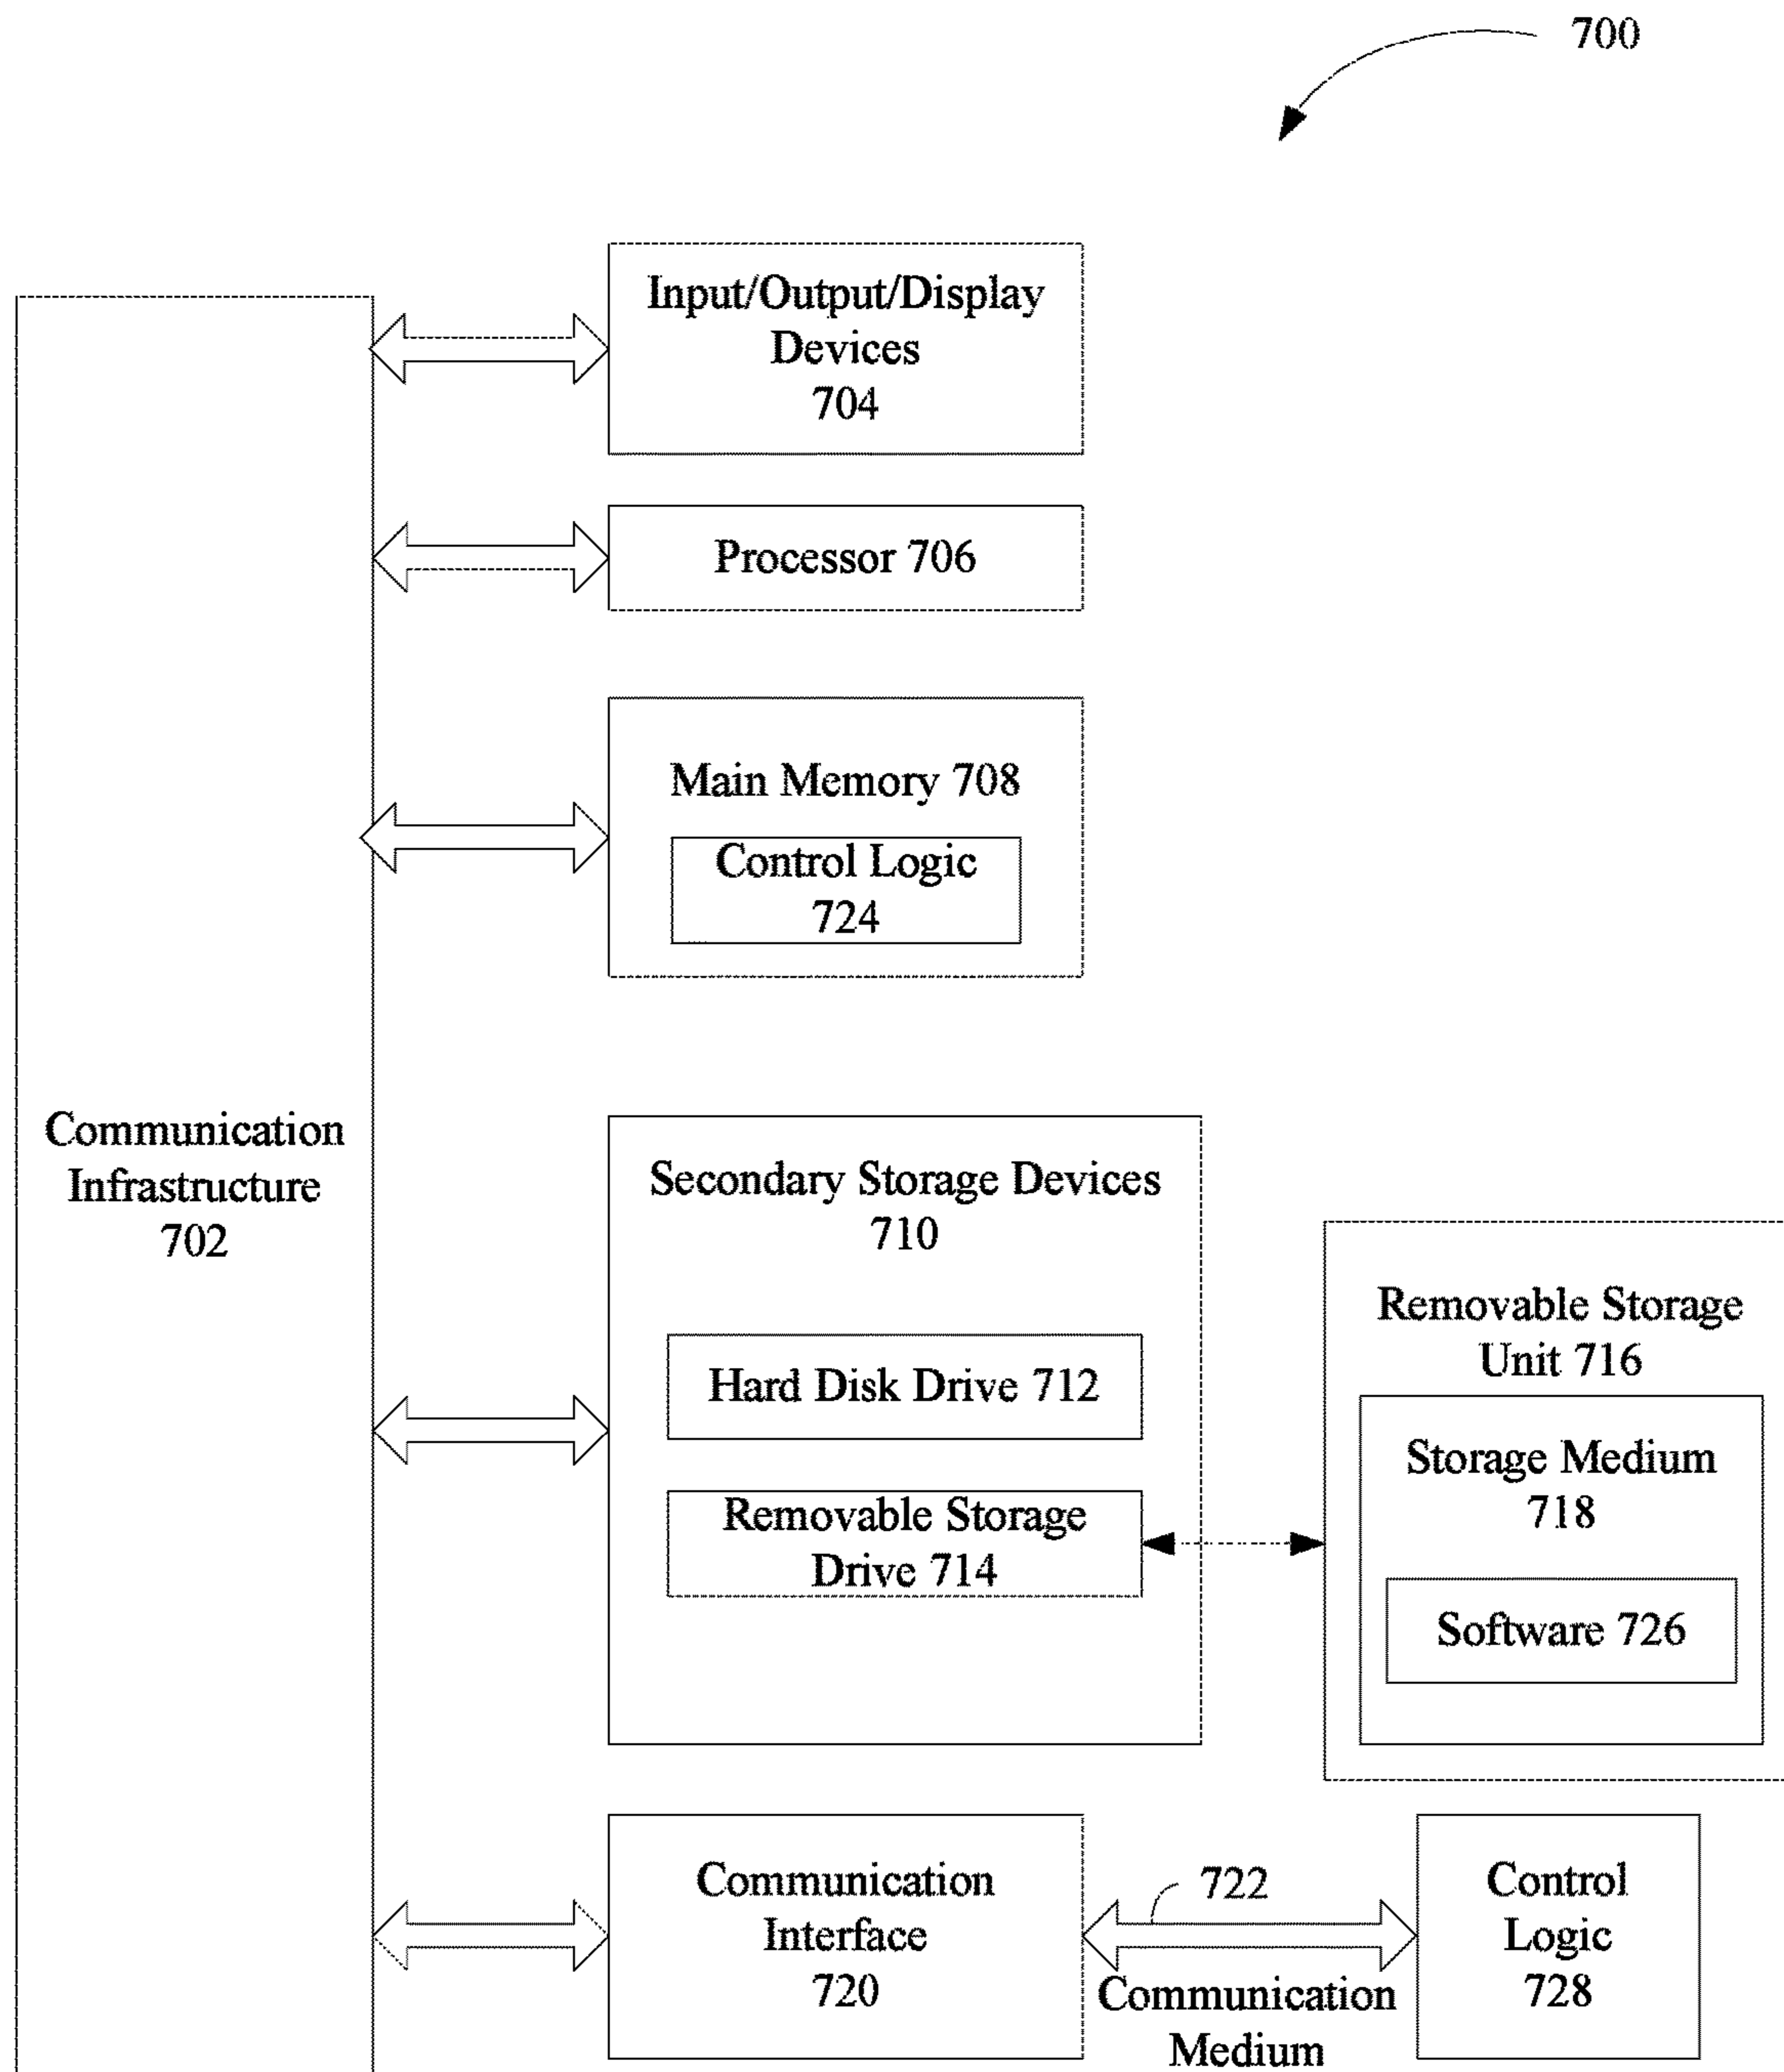 700
Input/Output/Display
Devices
704
Processor 706
Main Memory 708
Control Logic
724
Communication
Infrastructure
702
Secondary Storage Devices
710
Hard Disk Drive 712
Removable Storage
Drive 714
Removable Storage
Unit 716
Storage Medium
718
Software 726
Communication
Interface
720
722
Communication
Medium
Control
Logic
728